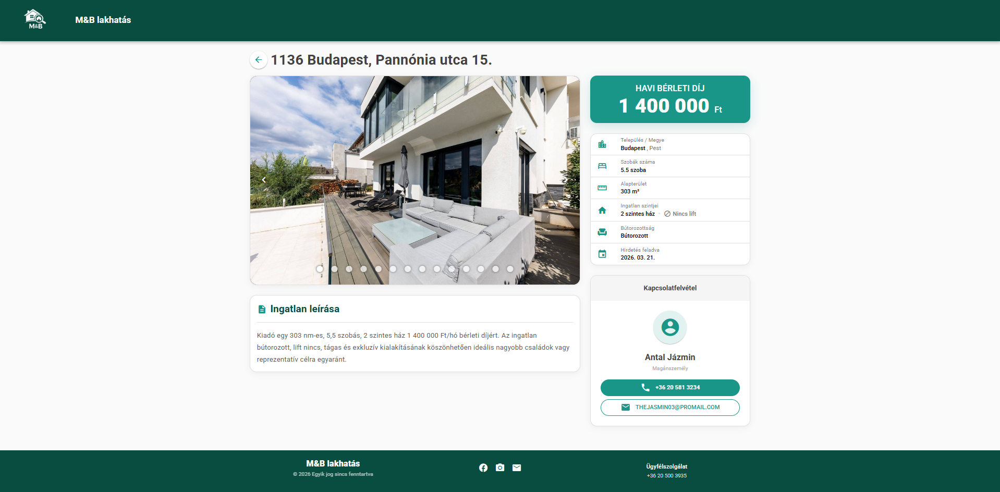 M&B
M&B lakhatás
1136 Budapest, Pannónia utca 15.
HAVI BÉRLETI DÍJ
1 400 000 Ft
Település / Megye
Budapest , Pest
Szobák száma
5.5 szoba
Alapterület
303 m²
Ingatlan szintjei
2 szintes ház • Nincs lift
Bútorozottság
Bútorozott
Hirdetés feladva
2026. 03. 21.
Ingatlan leírása
Kiadó egy 303 nm-es, 5,5 szobás, 2 szintes ház 1 400 000 Ft/hó bérleti díjért. Az ingatlan
bútorozott, lift nincs, tágas és exkluzív kialakításának köszönhetően ideális nagyobb családok vagy
reprezentatív célra egyaránt.
Kapcsolatfelvétel
Antal Jázmin
Magánszemély
+36 20 581 3234
THEJASMIN03@PROMAIL.COM
M&B lakhatás
© 2026 Egyik jog sincs fenntartva
Ügyfélszolgálat
+36 20 500 3935